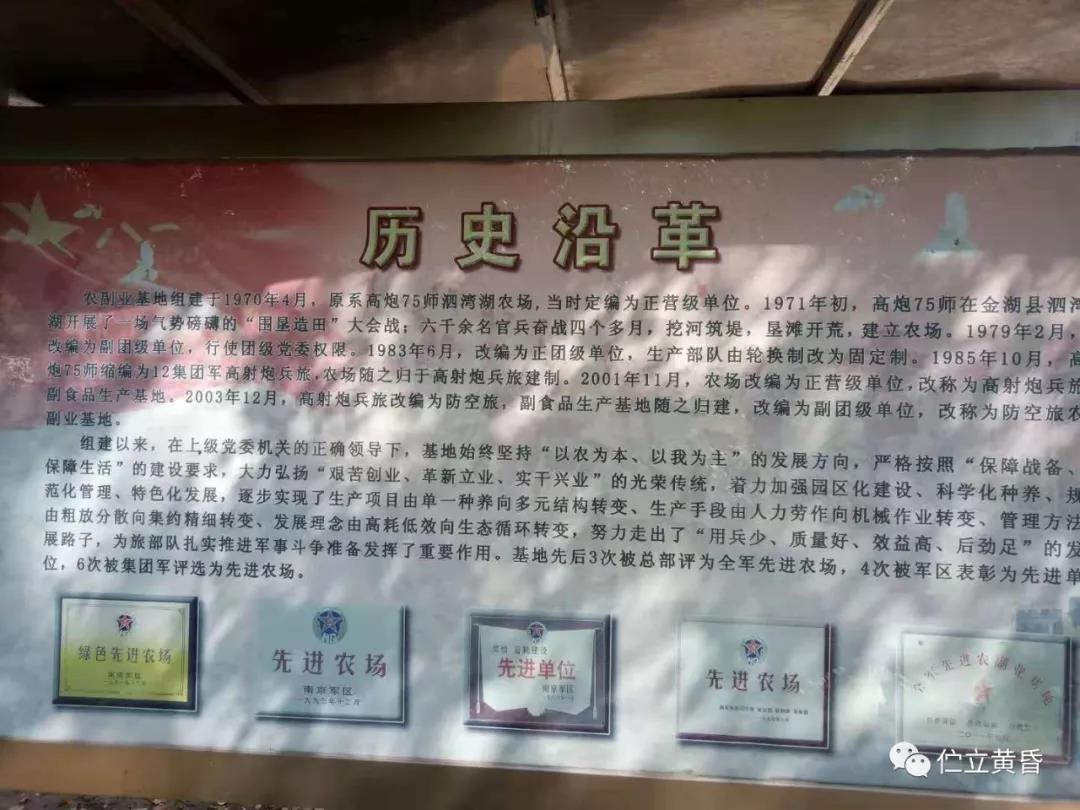 历史沿革
农副业基地组建于1970年4月，原系高炮75师泗湾湖农场，当时定编为正营级单位。1971年初，高炮75师在金湖县泗湾
湖开展了一场气势磅礴的“围垦造田”大会战；六千余名官兵奋战四个多月，挖河筑堤，垦滩开荒，建立农场。1979年2月，
改编为副团级单位，行使团级党委权限。1983年6月，改编为正团级单位，生产部队由轮换制改为固定制。1985年10月，高
炮75师缩编为12集团军高射炮兵旅，农场随之归于高射炮兵旅建制。2001年11月，农场改编为正营级单位，改称为高射炮兵旅
副食品生产基地。2003年12月，高射炮兵旅改编为防空旅，副食品生产基地随之归建，改编为副团级单位，改称为防空旅农
副业基地。
组建以来，在上级党委机关的正确领导下，基地始终坚持“以农为本、以我为主”的发展方向，严格按照“保障战备、
保障生活”的建设要求，大力弘扬“艰苦创业、革新立业、实干兴业”的光荣传统，着力加强园区化建设、科学化种养、规
范化管理、特色化发展，逐步实现了生产项目由单一种养向多元结构转变、生产手段由人力劳作向机械作业转变、管理方法
由粗放分散向集约精细转变、发展理念由高耗低效向生态循环转变，努力走出了“用兵少、质量好、效益高、后劲足”的发
展路子，为旅部队扎实推进军事斗争准备发挥了重要作用。基地先后3次被总部评为全军先进农场，4次被军区表彰为先进单
位，6次被集团军评选为先进农场。
绿色先进农场
南京军区
先进农场
南京军区
一九九三年十二月
先进单位
南京军区
先进农场
全军先进农副业基地
伫立黄昏